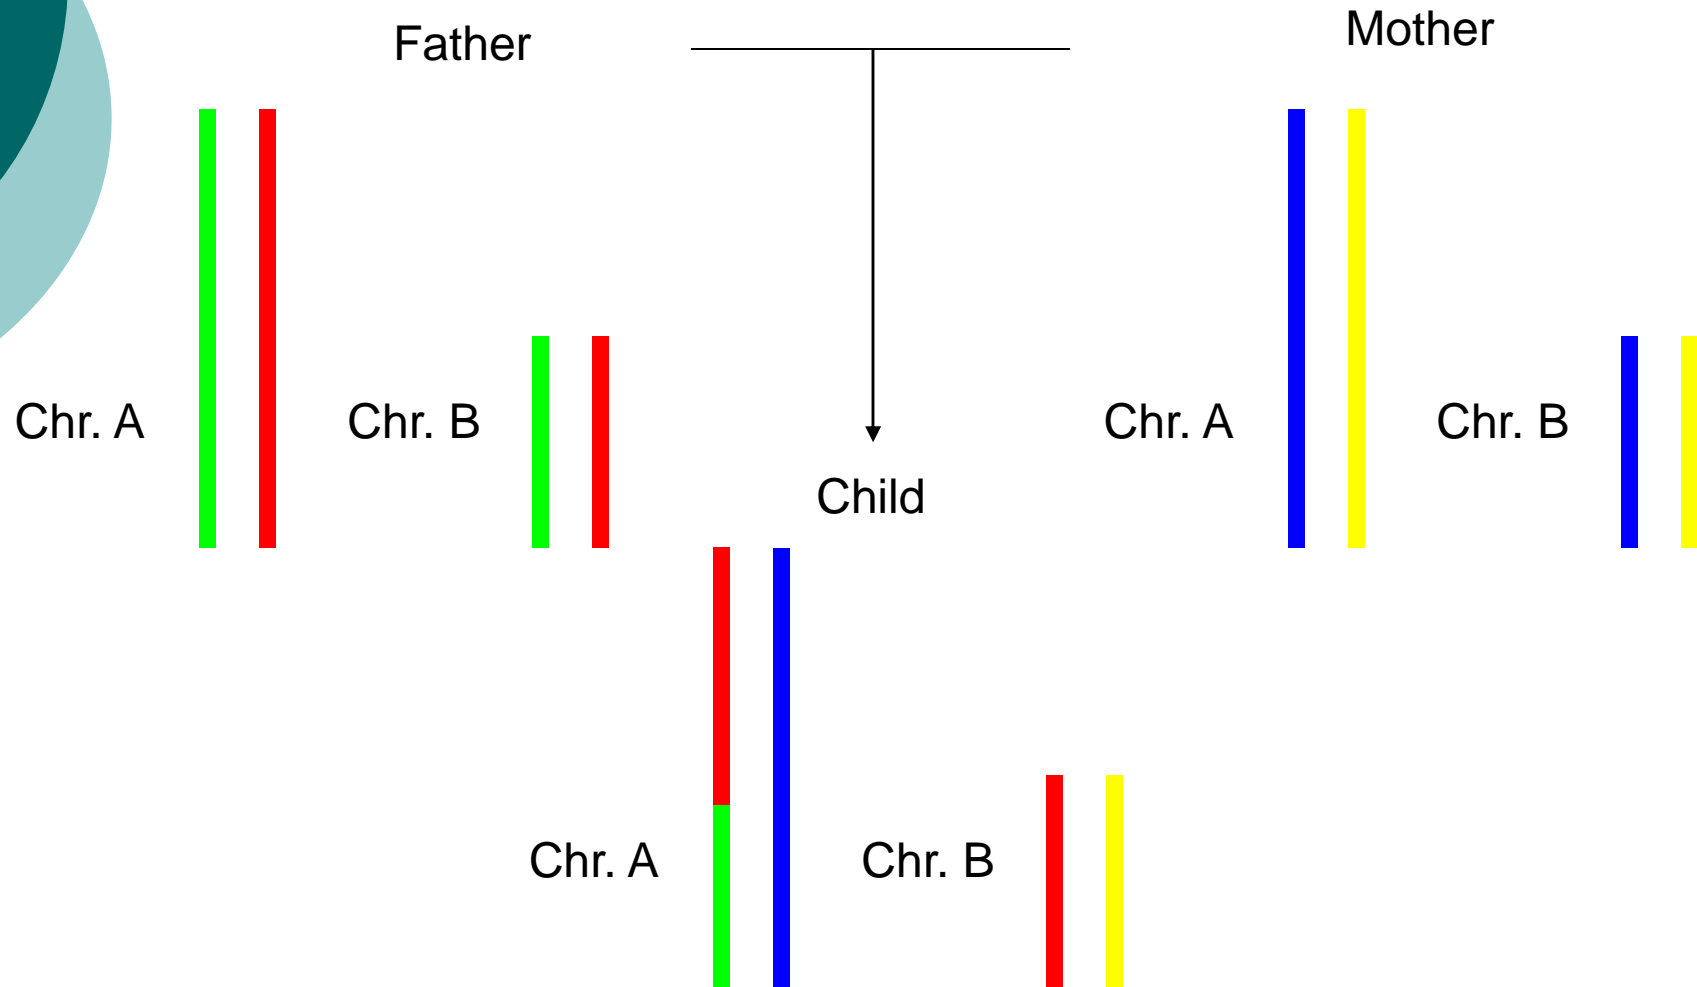 Father
Mother
Chr. A
Chr. B
Chr. A
Chr. B
Child
Chr. A
Chr. B